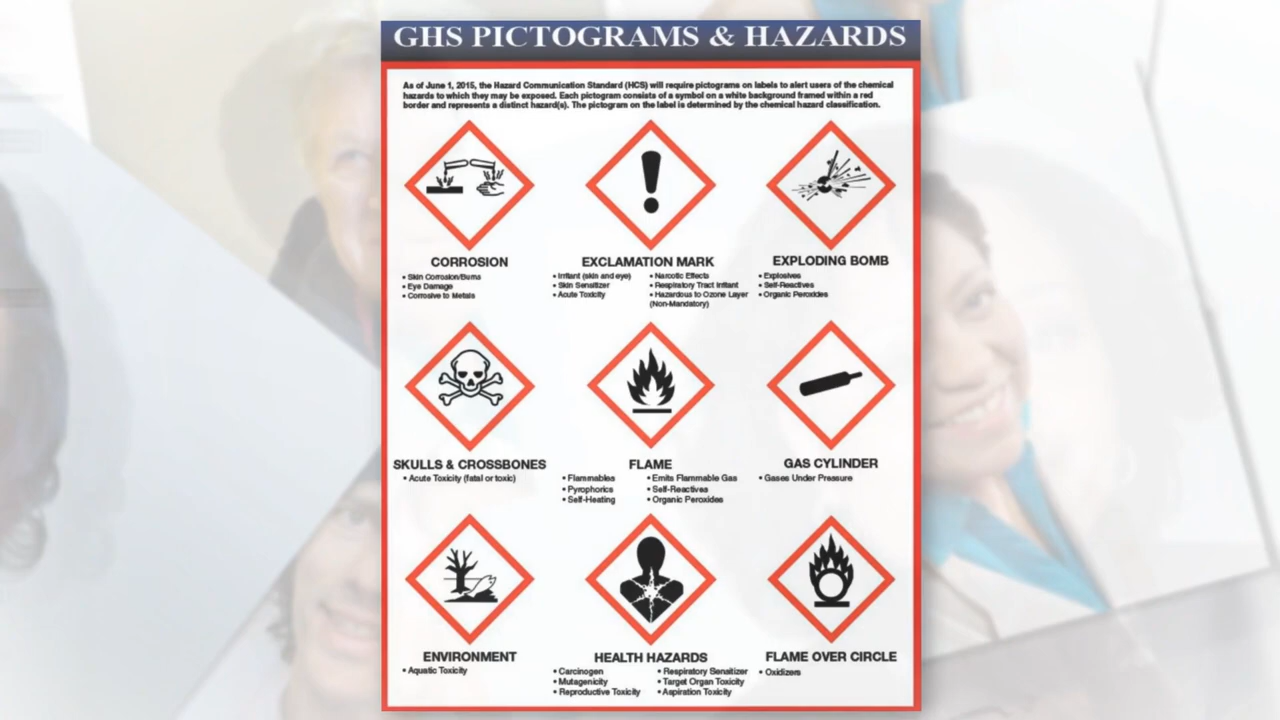 GHS PICTOGRAMS & HAZARDS
As of June 1, 2015, the Hazard Communication Standard (HCS) will require pictograms on labels to alert users of the chemical
hazards to which they may be exposed. Each pictogram consists of a symbol on a white background framed within a red
border and represents a distinct hazard(s). The pictogram on the label is determined by the chemical hazard classification.
CORROSION
• Skin Corrosion/Burns
• Eye Damage
• Corrosive to Metals
EXCLAMATION MARK
• Irritant (skin and eye)
• Skin Sensitizer
• Acute Toxicity
• Narcotic Effects
• Respiratory Tract Irritant
• Hazardous to Ozone Layer
(Non-Mandatory)
EXPLODING BOMB
• Explosives
• Self-Reactives
• Organic Peroxides
SKULLS & CROSSBONES
• Acute Toxicity (fatal or toxic)
FLAME
• Flammables
• Pyrophorics
• Self-Heating
• Emits Flammable Gas
• Self-Reactives
• Organic Peroxides
GAS CYLINDER
• Gases Under Pressure
ENVIRONMENT
• Aquatic Toxicity
HEALTH HAZARDS
• Carcinogen
• Mutagenicity
• Reproductive Toxicity
• Respiratory Sensitizer
• Target Organ Toxicity
• Aspiration Toxicity
FLAME OVER CIRCLE
• Oxidizers